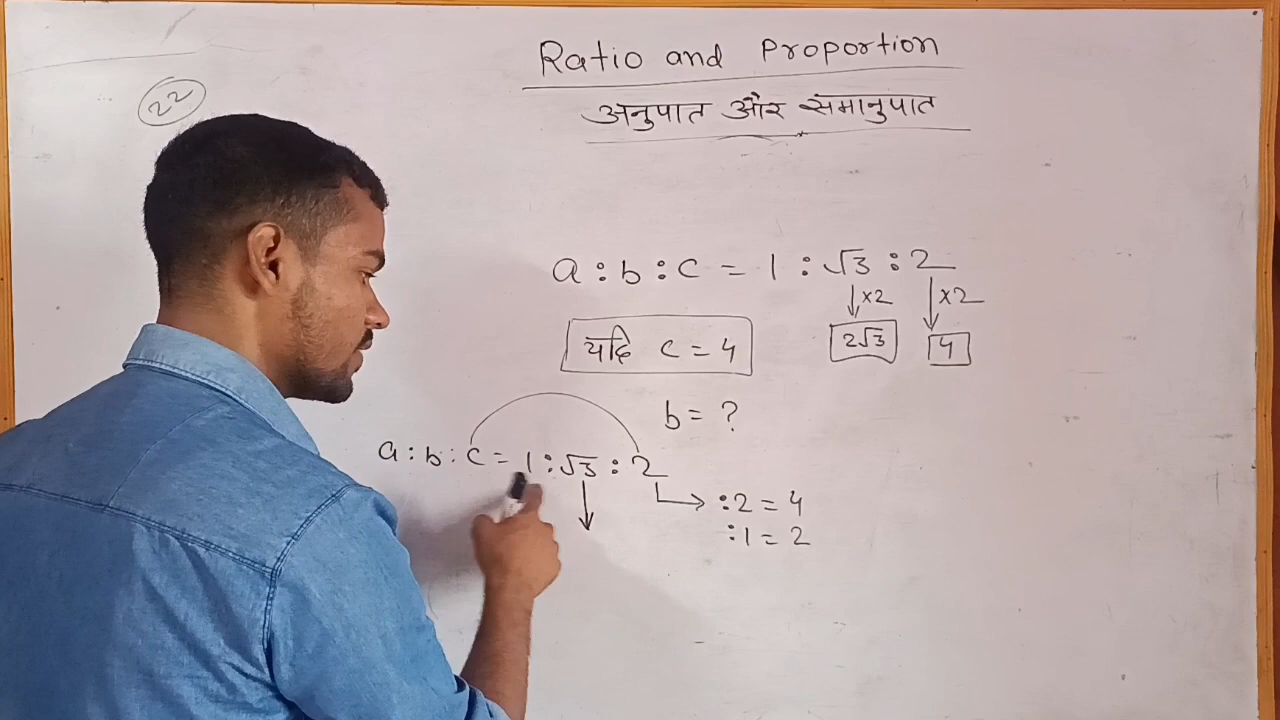 22
Ratio and Proportion
अनुपात और समानुपात
a : b : c = 1 : √3 : 2
×2 ×2
यदि c = 4
2√3 4
b = ?
a : b : c = 1 : √3 : 2
: 2 = 4
: 1 = 2